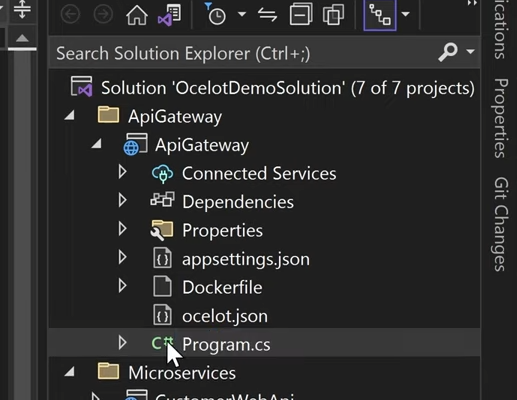 Search Solution Explorer (Ctrl+;)
Solution 'OcelotDemoSolution' (7 of 7 projects)
ApiGateway
ApiGateway
Connected Services
Dependencies
Properties
appsettings.json
Dockerfile
ocelot.json
C# Program.cs
Microservices
CustomerWebApi
ications
Properties
Git Changes